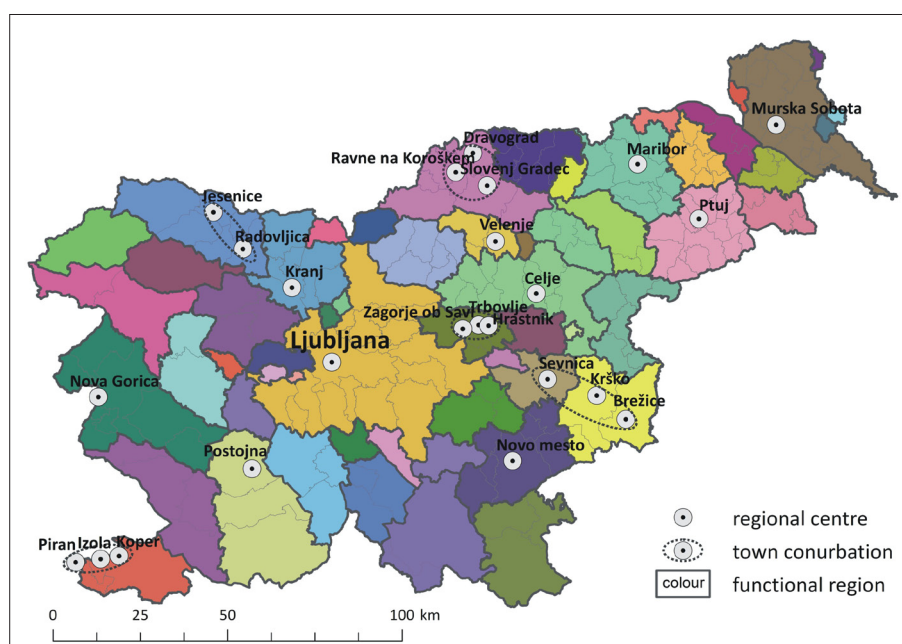 Murska Sobota
Dravograd
Maribor
Ravne na Koroškem
Slovenj Gradec
Jesenice
Ptuj
Velenje
Radovljica
Kranj
Celje
Trbovlje
Zagorje ob Savi
Hrastnik
Ljubljana
Sevnica
Nova Gorica
Krško
Brežice
Postojna
Novo mesto
Piran Izola Koper
regional centre
town conurbation
colour functional region
0 25 50 100 km